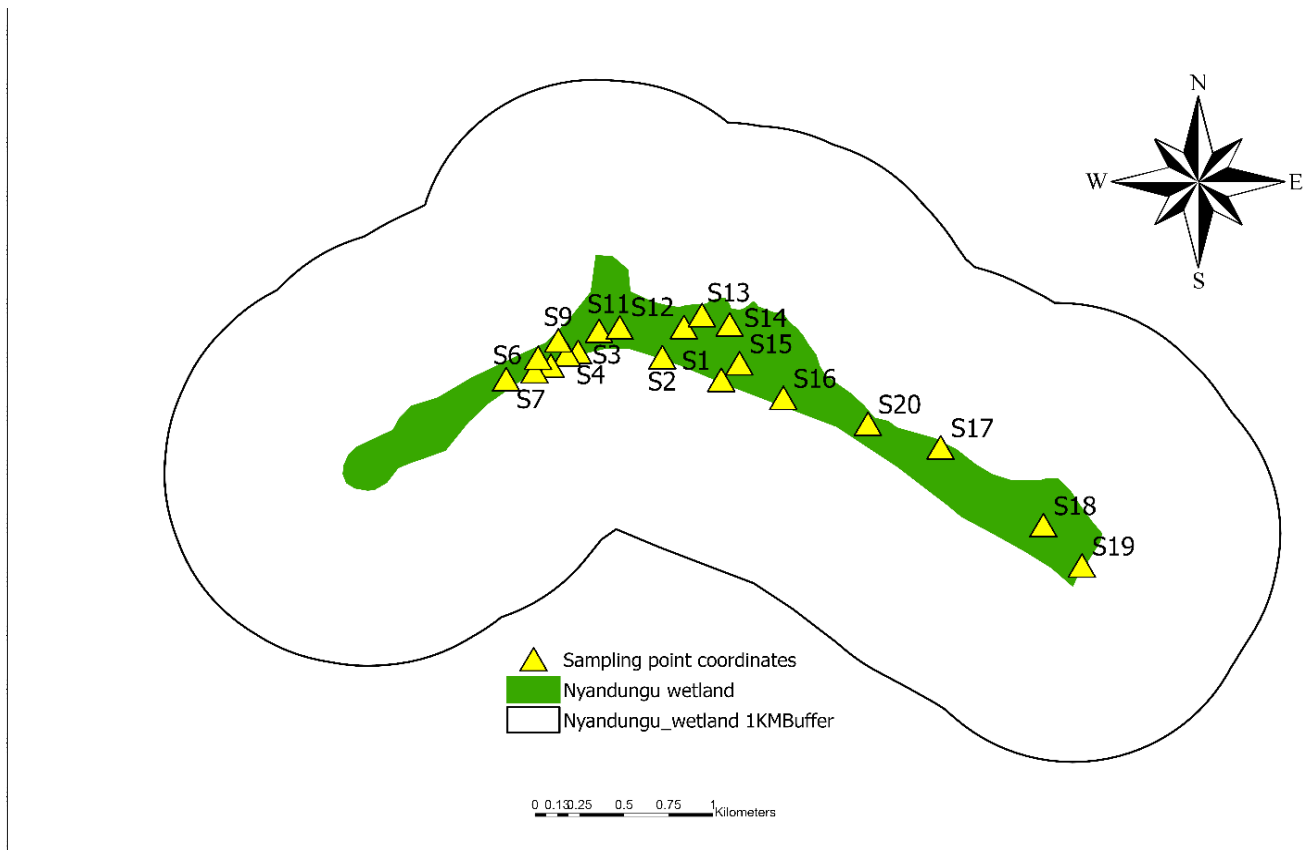 N
W
E
S
S13
S11
S12
S14
S9
S15
S6
S3
S1
S4
S2
S7
S16
S20
S17
S18
S19
Sampling point coordinates
Nyandungu wetland
Nyandungu_wetland 1KMBuffer
0 0.130.25 0.5 0.75 1
Kilometers